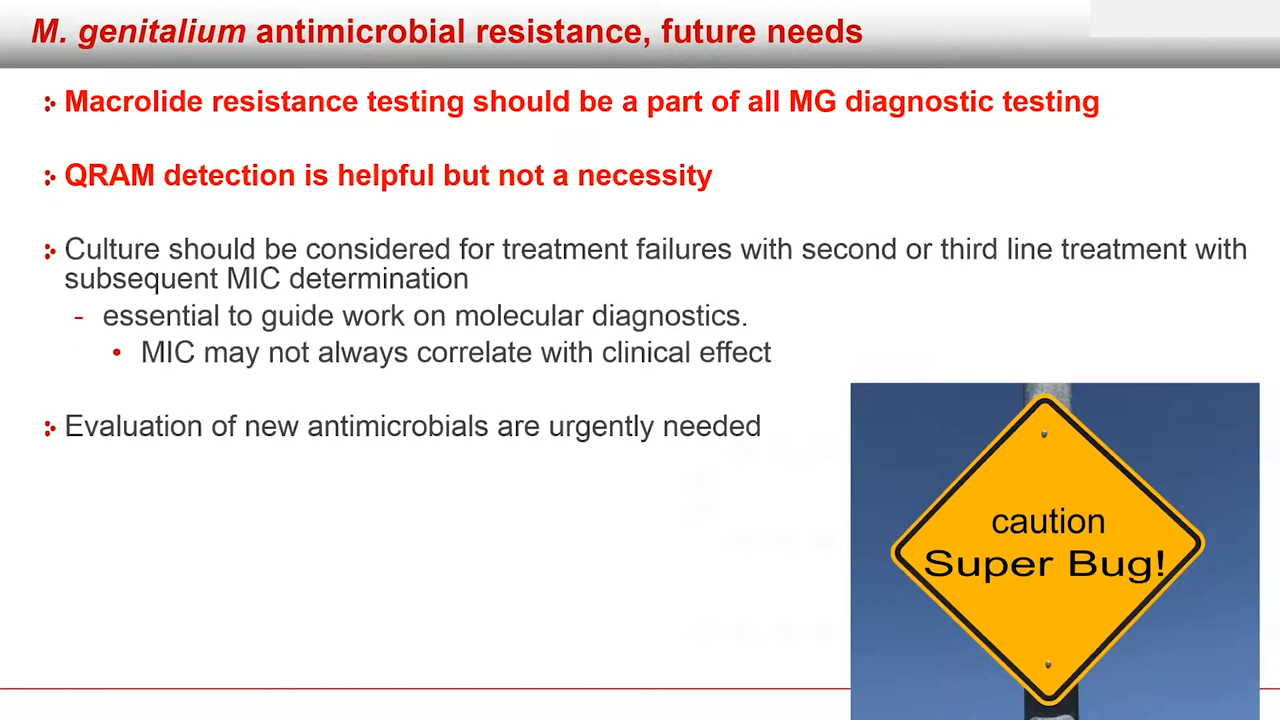 M. genitalium antimicrobial resistance, future needs
Macrolide resistance testing should be a part of all MG diagnostic testing
QRAM detection is helpful but not a necessity
Culture should be considered for treatment failures with second or third line treatment with
subsequent MIC determination
- essential to guide work on molecular diagnostics.
• MIC may not always correlate with clinical effect
Evaluation of new antimicrobials are urgently needed
caution
Super Bug!